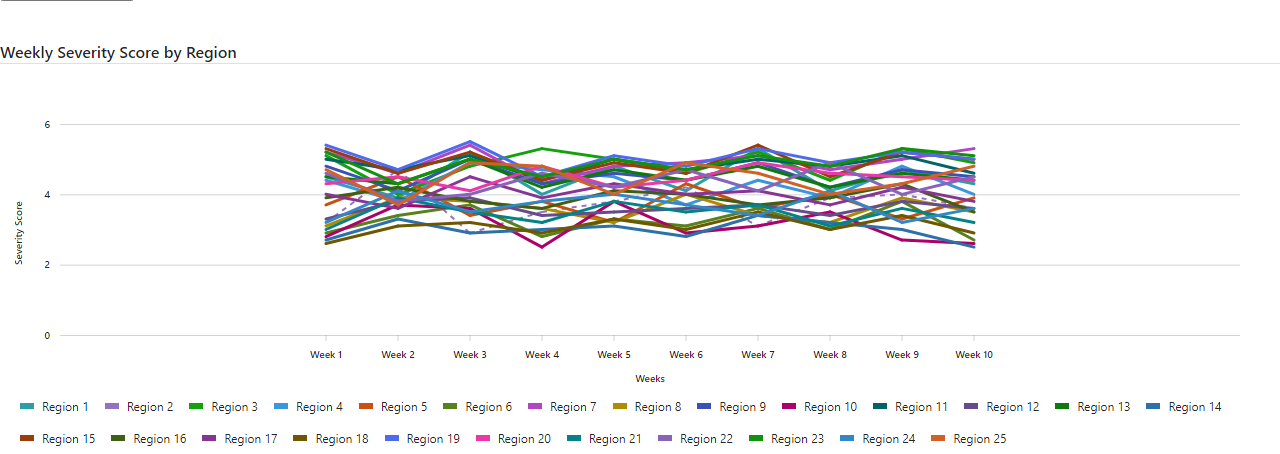 Weekly Severity Score by Region
6
4
2
0
Severity Score
Week 1 Week 2 Week 3 Week 4 Week 5 Week 6 Week 7 Week 8 Week 9 Week 10
Weeks
Region 1 Region 2 Region 3 Region 4 Region 5 Region 6 Region 7 Region 8 Region 9 Region 10 Region 11 Region 12 Region 13 Region 14
Region 15 Region 16 Region 17 Region 18 Region 19 Region 20 Region 21 Region 22 Region 23 Region 24 Region 25